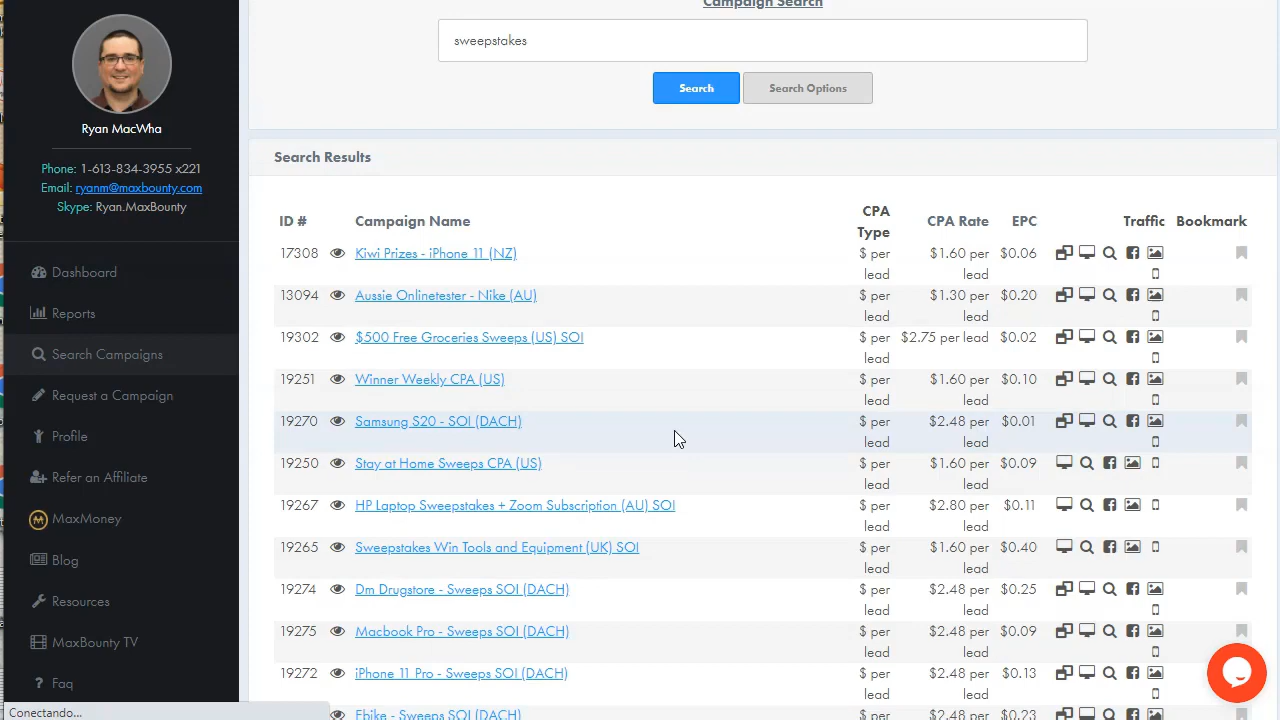 Campaign Search
sweepstakes
Search Search Options
Ryan MacWha
Phone: 1-613-834-3955 x221
Email: ryanm@maxbounty.com
Skype: Ryan.MaxBounty
Dashboard
Reports
Search Campaigns
Request a Campaign
Profile
Refer an Affiliate
MaxMoney
Blog
Resources
MaxBounty TV
? Faq
Conectando...
Search Results
ID # Campaign Name CPA Type CPA Rate EPC Traffic Bookmark
17308 Kiwi Prizes - iPhone 11 (NZ) $ per lead $1.60 per lead $0.06
13094 Aussie Onlinetester - Nike (AU) $ per lead $1.30 per lead $0.20
19302 $500 Free Groceries Sweeps (US) SOI $ per lead $2.75 per lead $0.02
19251 Winner Weekly CPA (US) $ per lead $1.60 per lead $0.10
19270 Samsung S20 - SOI (DACH) $ per lead $2.48 per lead $0.01
19250 Stay at Home Sweeps CPA (US) $ per lead $1.60 per lead $0.09
19267 HP Laptop Sweepstakes + Zoom Subscription (AU) SOI $ per lead $2.80 per lead $0.11
19265 Sweepstakes Win Tools and Equipment (UK) SOI $ per lead $1.60 per lead $0.40
19274 Dm Drugstore - Sweeps SOI (DACH) $ per lead $2.48 per lead $0.25
19275 Macbook Pro - Sweeps SOI (DACH) $ per lead $2.48 per lead $0.09
19272 iPhone 11 Pro - Sweeps SOI (DACH) $ per lead $2.48 per lead $0.13
Ebike - Sweeps SOI (DACH) $ per $2.48 per $0.23